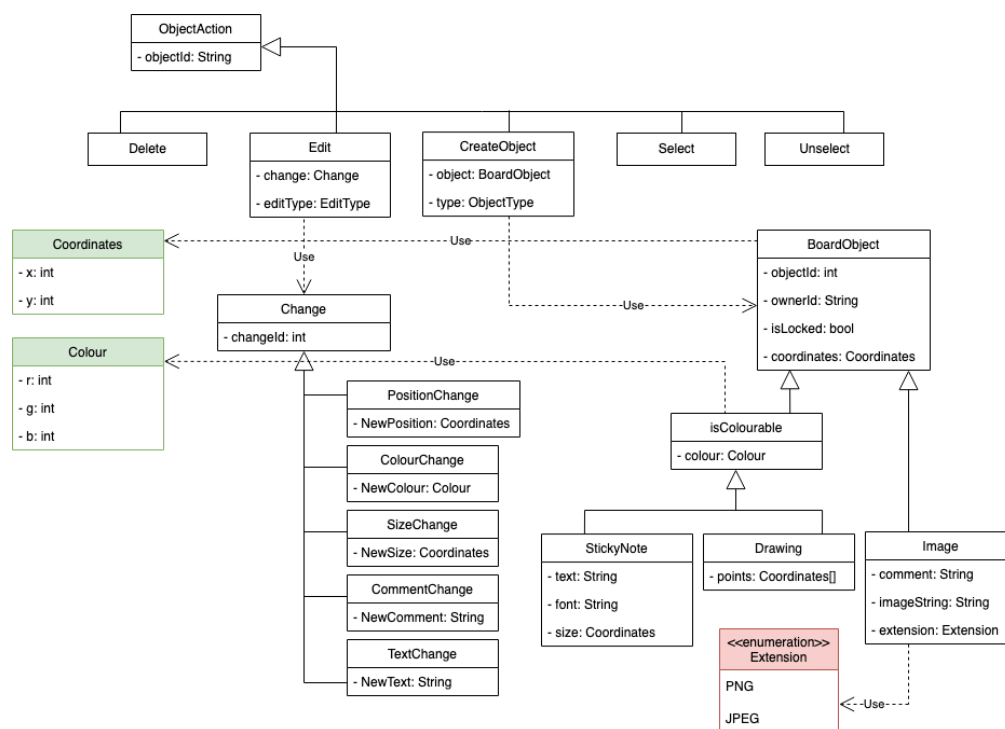 ObjectAction
- objectId: String
Delete
Edit
- change: Change
- editType: EditType
CreateObject
- object: BoardObject
- type: ObjectType
Select
Unselect
Coordinates
- x: int
- y: int
Use
Use
Use
BoardObject
- objectId: int
- ownerId: String
- isLocked: bool
- coordinates: Coordinates
Change
- changeId: int
Colour
- r: int
- g: int
- b: int
Use
PositionChange
- NewPosition: Coordinates
ColourChange
- NewColour: Colour
SizeChange
- NewSize: Coordinates
CommentChange
- NewComment: String
TextChange
- NewText: String
isColourable
- colour: Colour
StickyNote
- text: String
- font: String
- size: Coordinates
Drawing
- points: Coordinates[]
Image
- comment: String
- imageString: String
- extension: Extension
<<enumeration>>
Extension
PNG
JPEG
Use